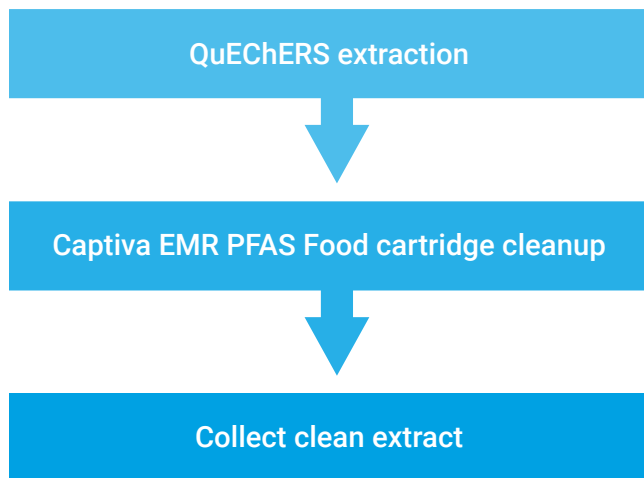 QuEChERS extraction
Captiva EMR PFAS Food cartridge cleanup
Collect clean extract